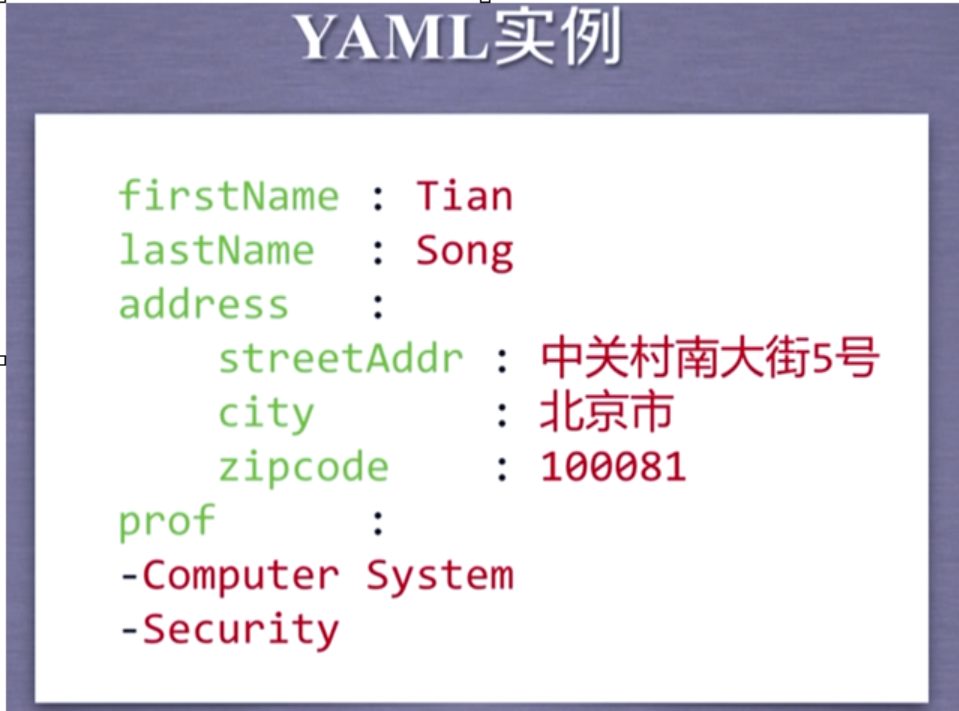 YAML实例
firstName : Tian
lastName : Song
address :
streetAddr : 中关村南大街5号
city : 北京市
zipcode : 100081
prof :
-Computer System
-Security